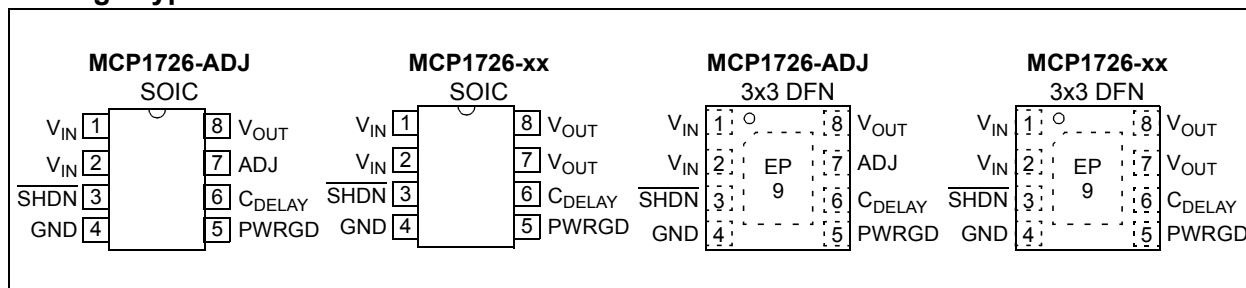 MCP1726-ADJ
SOIC
VIN 1
VIN 2
SHDN 3
GND 4
8 VOUT
7 ADJ
6 CDELAY
5 PWRGD
MCP1726-xx
SOIC
VIN 1
VIN 2
SHDN 3
GND 4
8 VOUT
7 VOUT
6 CDELAY
5 PWRGD
MCP1726-ADJ
3x3 DFN
VIN 1
VIN 2
SHDN 3
GND 4
EP
9
8 VOUT
7 ADJ
6 CDELAY
5 PWRGD
MCP1726-xx
3x3 DFN
VIN 1
VIN 2
SHDN 3
GND 4
EP
9
8 VOUT
7 VOUT
6 CDELAY
5 PWRGD